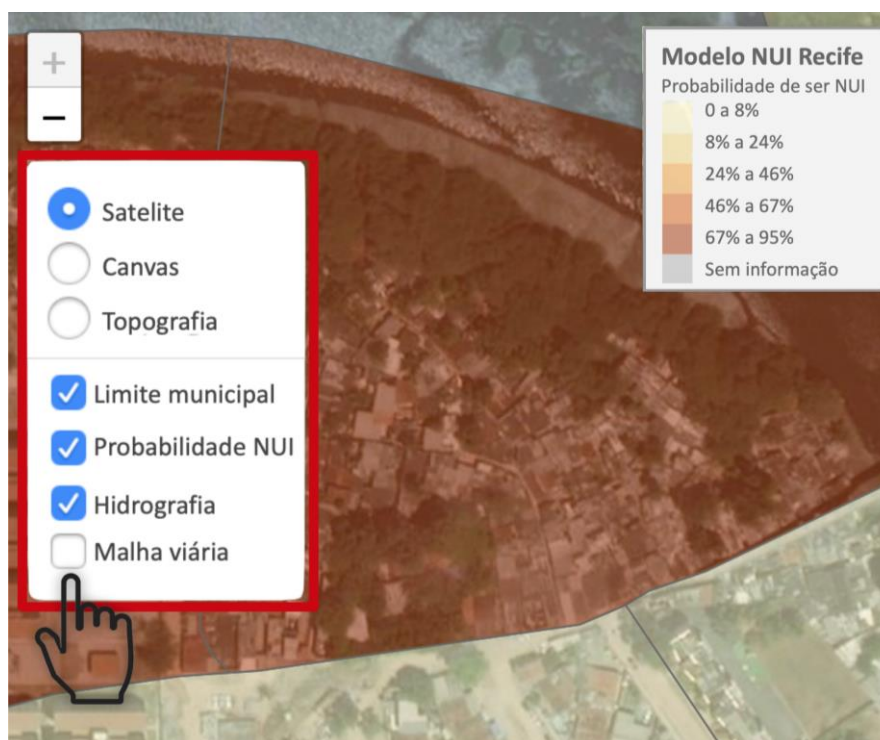 +
−
Satelite
Canvas
Topografia
Limite municipal
Probabilidade NUI
Hidrografia
Malha viária
Modelo NUI Recife
Probabilidade de ser NUI
0 a 8%
8% a 24%
24% a 46%
46% a 67%
67% a 95%
Sem informação